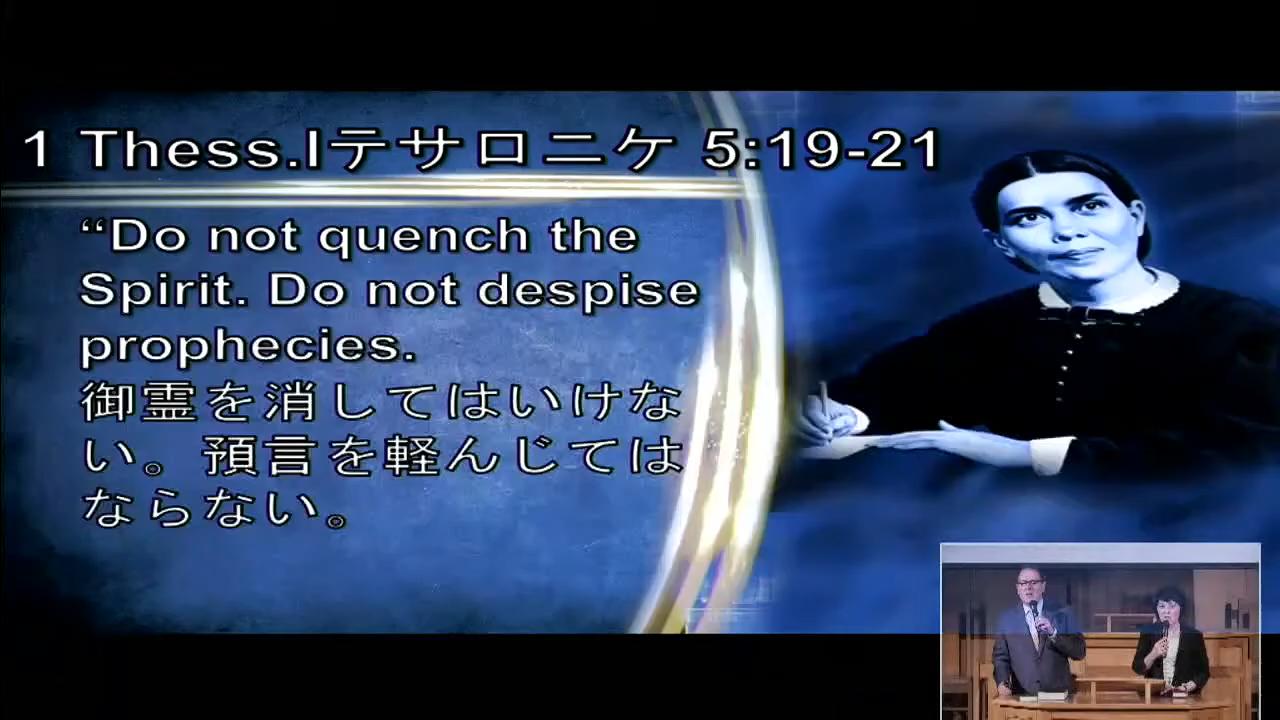 1 Thess.Iテサロニケ 5:19-21
“Do not quench the
Spirit. Do not despise
prophecies.
御霊を消してはいけな
い。預言を軽んじては
ならない。